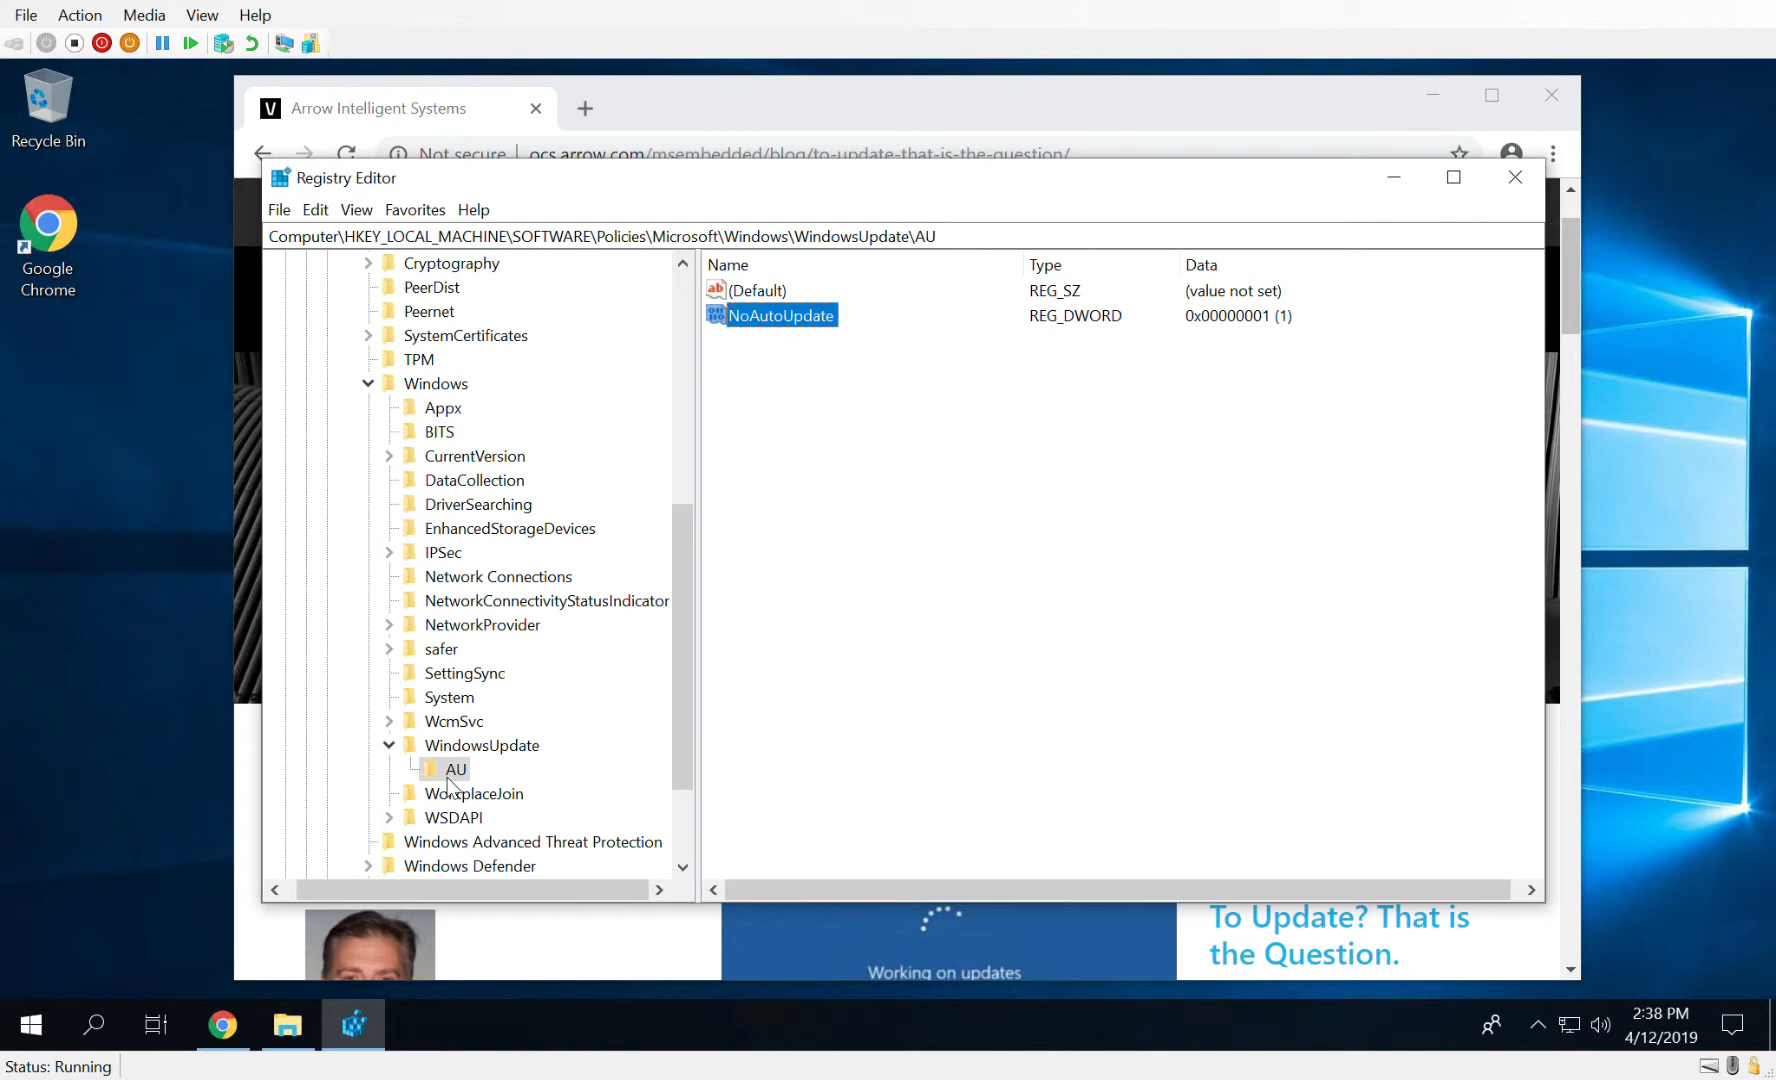 File Action Media View Help
Recycle Bin
Google
Chrome
Arrow Intelligent Systems
Not secure ocs.arrow.com/msembedded/blog/to-update-that-is-the-question/
Registry Editor
File Edit View Favorites Help
Computer\HKEY_LOCAL_MACHINE\SOFTWARE\Policies\Microsoft\Windows\WindowsUpdate\AU
Cryptography
PeerDist
Peernet
SystemCertificates
TPM
Windows
Appx
BITS
CurrentVersion
DataCollection
DriverSearching
EnhancedStorageDevices
IPSec
Network Connections
NetworkConnectivityStatusIndicator
NetworkProvider
safer
SettingSync
System
WcmSvc
WindowsUpdate
AU
WorkplaceJoin
WSDAPI
Windows Advanced Threat Protection
Windows Defender
Name Type Data
(Default) REG_SZ (value not set)
NoAutoUpdate REG_DWORD 0x00000001 (1)
Working on updates
To Update? That is
the Question.
2:38 PM
4/12/2019
Status: Running